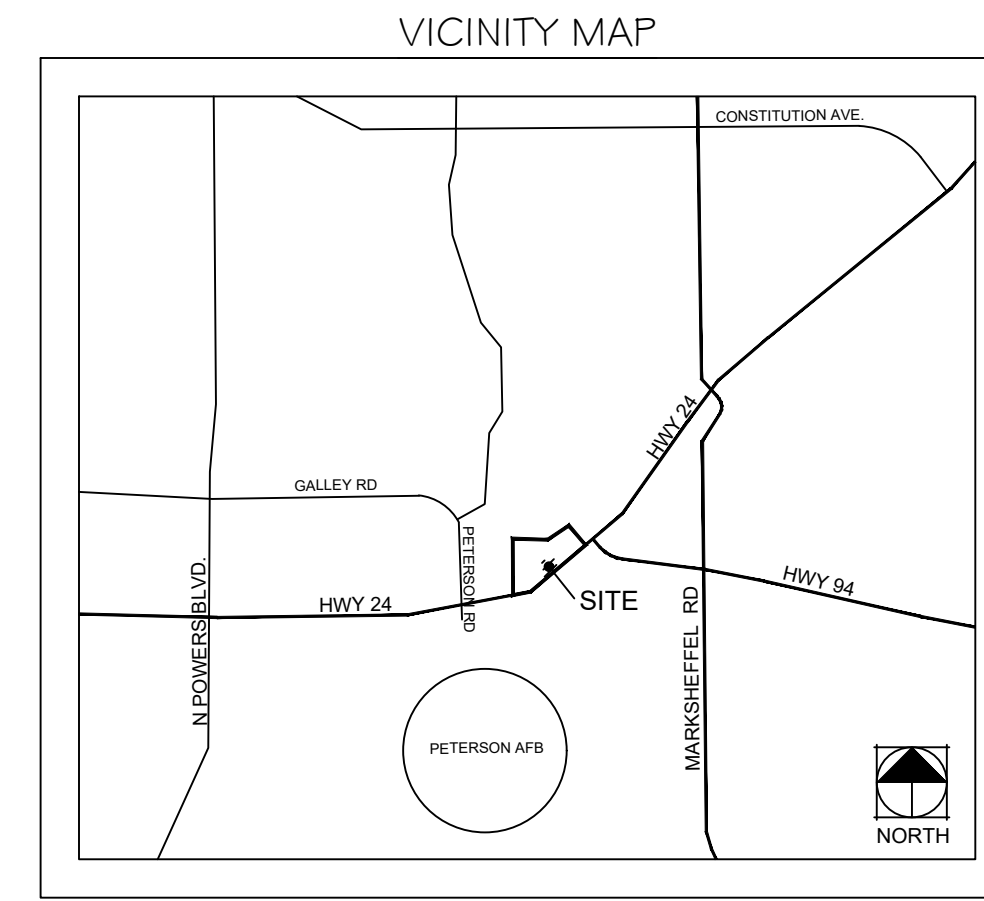 VICINITY MAP
CONSTITUTION AVE.
HWY 24
GALLEY RD
PETERSON RD
HWY 94
N POWERS BLVD.
HWY 24
SITE
MARKSHEFFEL RD
PETERSON AFB
NORTH